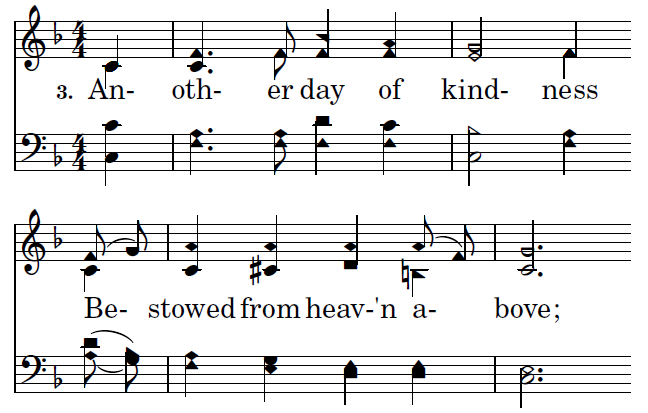 3. An- oth- er day of kind- ness
Be- stowed from heav-'n a- bove;